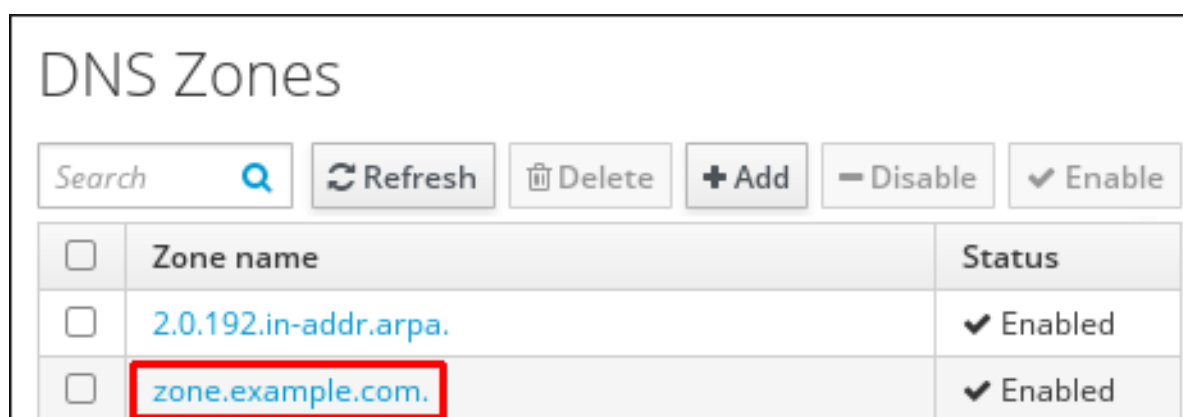 DNS Zones
Search Refresh Delete Add Disable Enable
Zone name Status
2.0.192.in-addr.arpa. Enabled
zone.example.com. Enabled